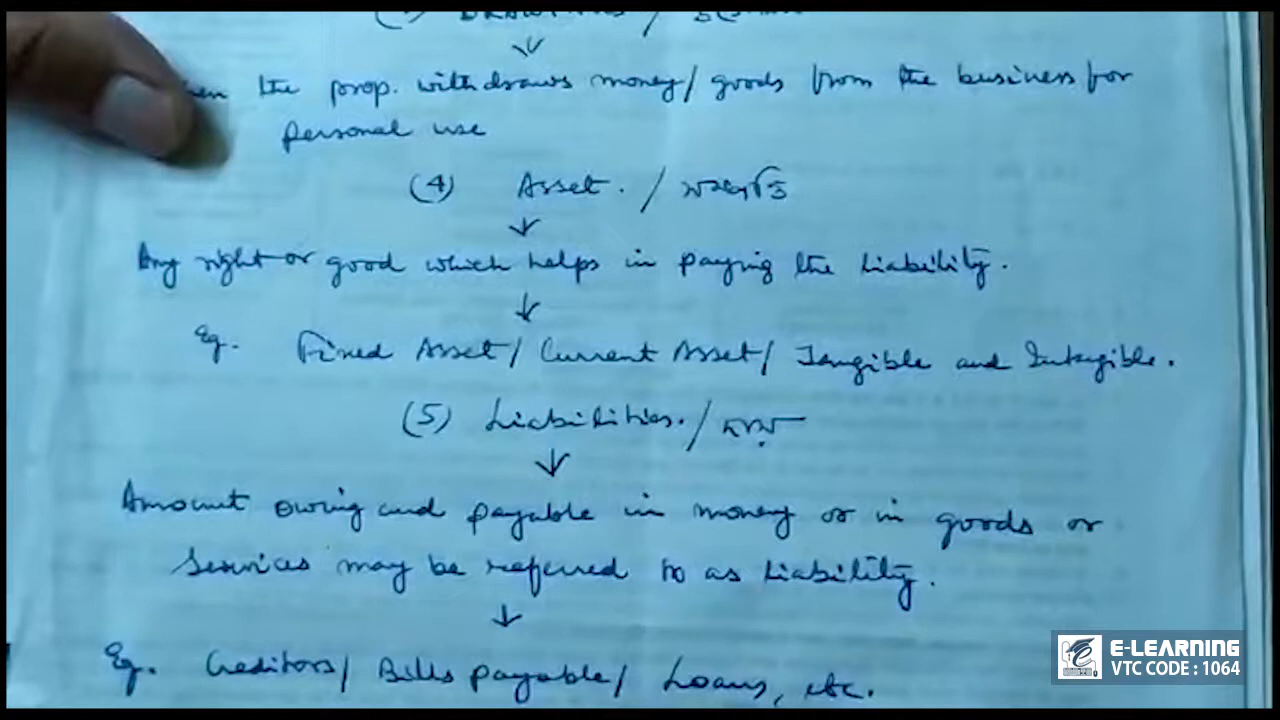 the prop. withdraws money/ goods from the business for
personal use
(4) Asset. /
Any right or good which helps in paying the Liability.
Eg. Fixed Asset/ Current Asset/ Tangible and Intangible.
(5) Liabilities. / দায়
Amount owing and payable in money or in goods or
Services may be referred to as Liability.
Eg. Creditors/ Bills payable/ Loans, etc.
E-LEARNING
VTC CODE : 1064